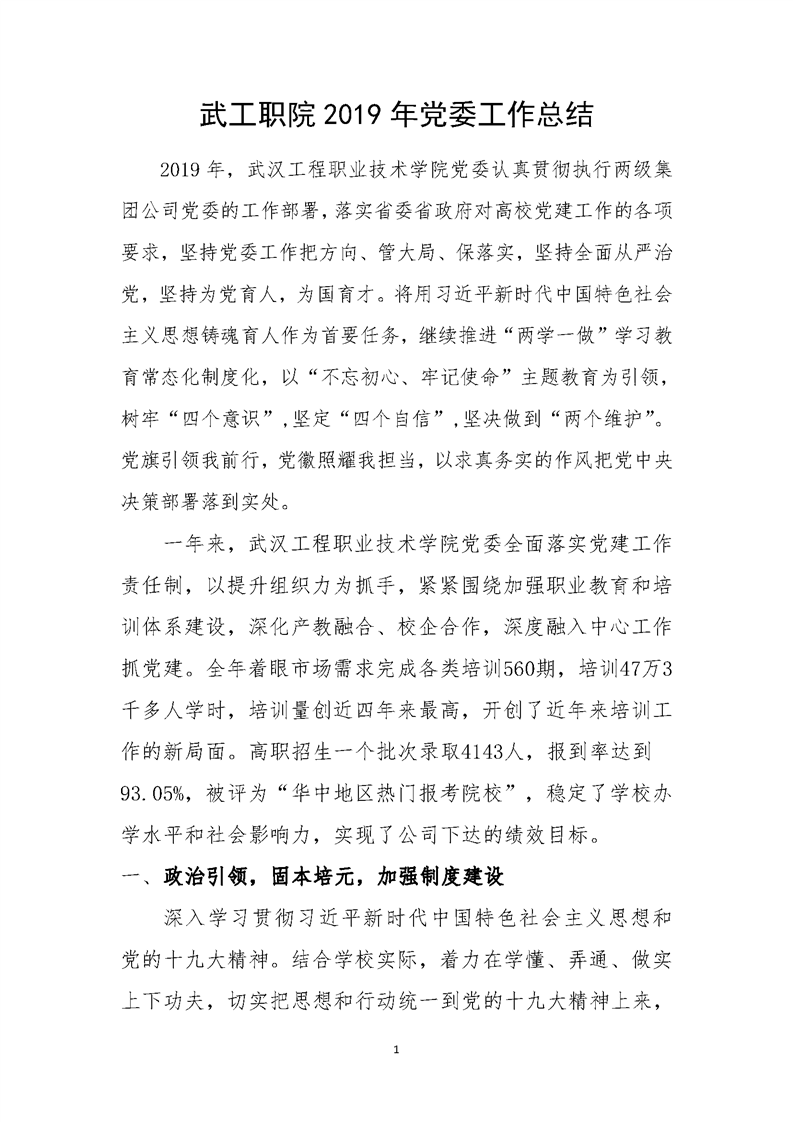 武工职院 2019 年党委工作总结
2019 年，武汉工程职业技术学院党委认真贯彻执行两级集
团公司党委的工作部署，落实省委省政府对高校党建工作的各项
要求，坚持党委工作把方向、管大局、保落实，坚持全面从严治
党，坚持为党育人，为国育才。将用习近平新时代中国特色社会
主义思想铸魂育人作为首要任务，继续推进“两学一做”学习教
育常态化制度化，以“不忘初心、牢记使命”主题教育为引领，
树牢“四个意识”,坚定“四个自信”,坚决做到“两个维护”。
党旗引领我前行，党徽照耀我担当，以求真务实的作风把党中央
决策部署落到实处。
一年来，武汉工程职业技术学院党委全面落实党建工作
责任制，以提升组织力为抓手，紧紧围绕加强职业教育和培
训体系建设，深化产教融合、校企合作，深度融入中心工作
抓党建。全年着眼市场需求完成各类培训560期，培训47万3
千多人学时，培训量创近四年来最高，开创了近年来培训工
作的新局面。高职招生一个批次录取4143人，报到率达到
93.05%，被评为“华中地区热门报考院校”，稳定了学校办
学水平和社会影响力，实现了公司下达的绩效目标。
一、政治引领，固本培元，加强制度建设
深入学习贯彻习近平新时代中国特色社会主义思想和
党的十九大精神。结合学校实际，着力在学懂、弄通、做实
上下功夫，切实把思想和行动统一到党的十九大精神上来，
1